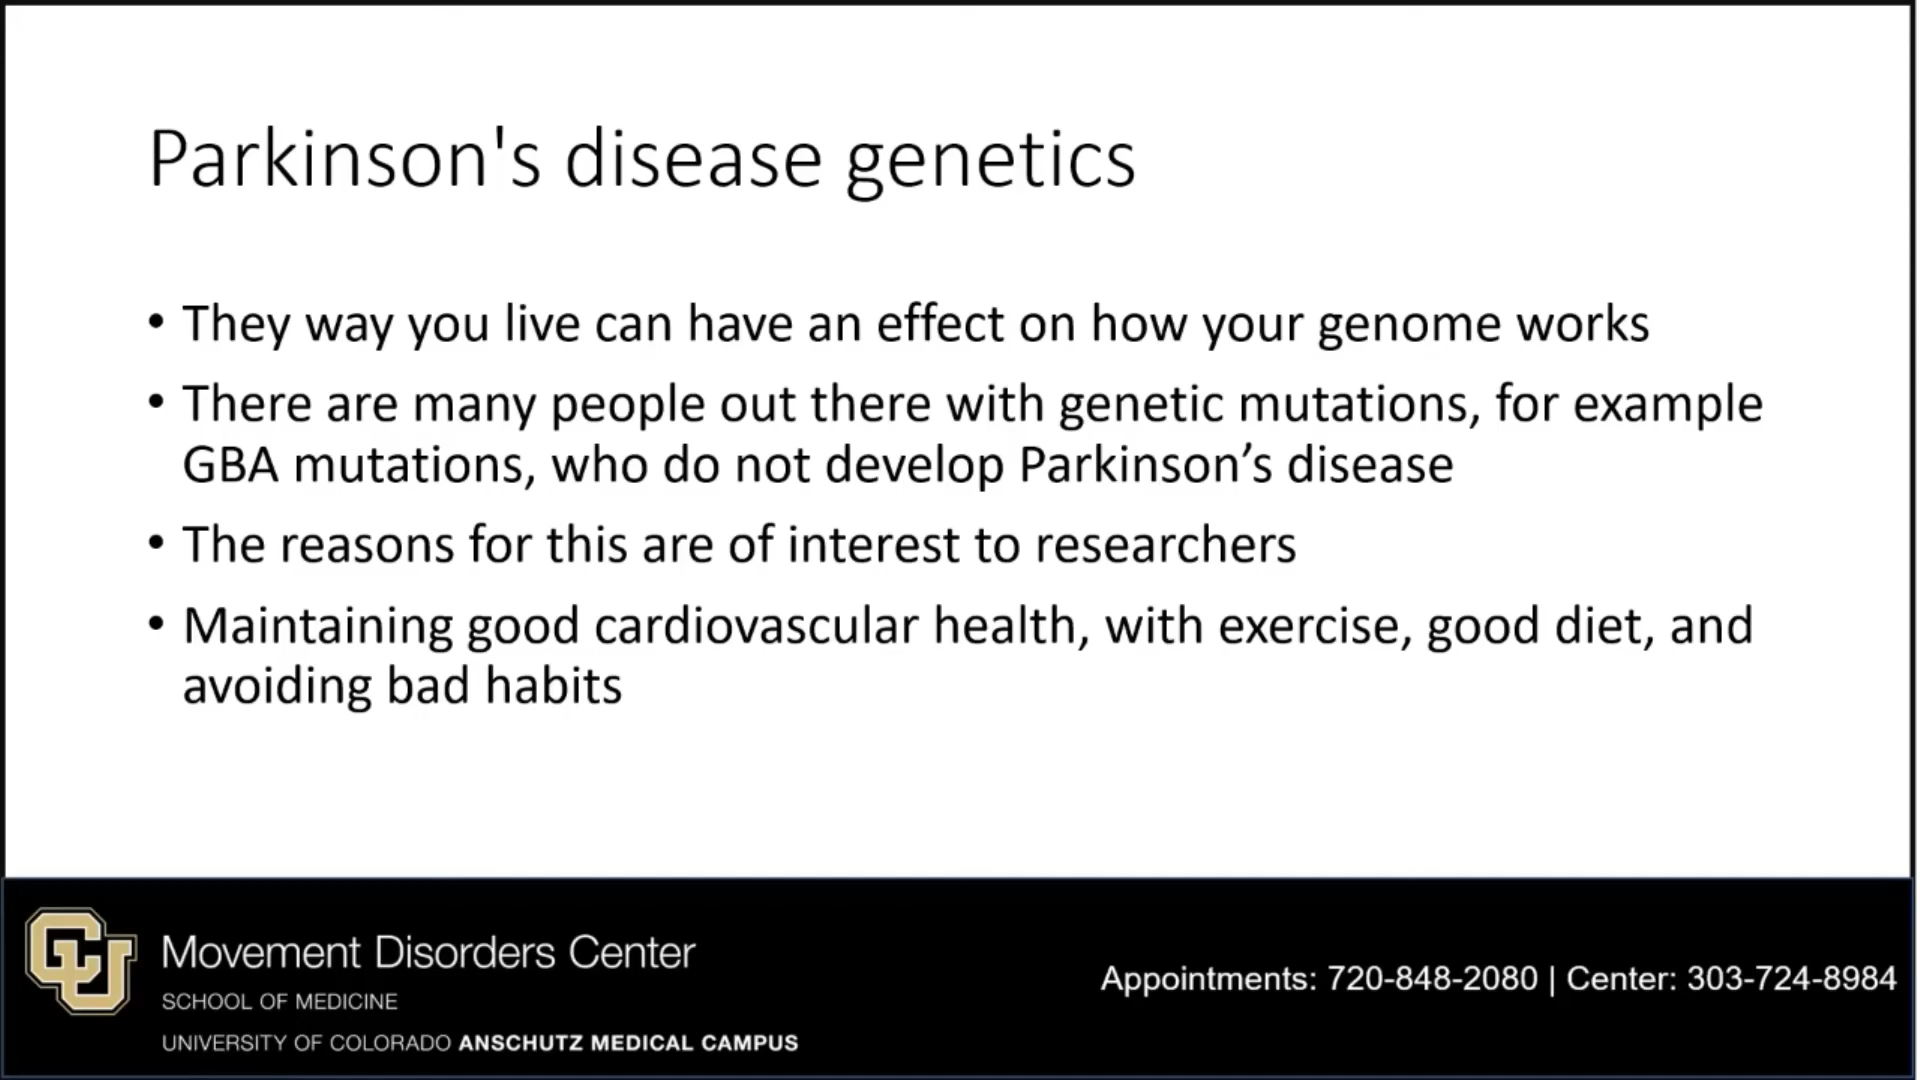 Parkinson's disease genetics
• They way you live can have an effect on how your genome works
• There are many people out there with genetic mutations, for example
GBA mutations, who do not develop Parkinson’s disease
• The reasons for this are of interest to researchers
• Maintaining good cardiovascular health, with exercise, good diet, and
avoiding bad habits
CU
Movement Disorders Center
SCHOOL OF MEDICINE
UNIVERSITY OF COLORADO ANSCHUTZ MEDICAL CAMPUS
Appointments: 720-848-2080 | Center: 303-724-8984